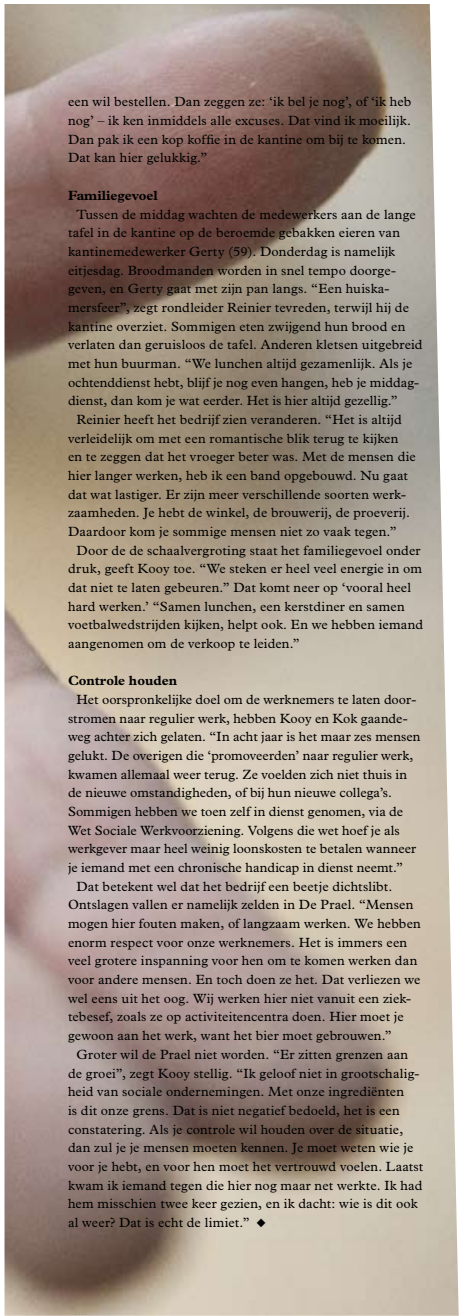 een wil bestellen. Dan zeggen ze: ‘ik bel je nog’, of ‘ik heb
nog’ – ik ken inmiddels alle excuses. Dat vind ik moeilijk.
Dan pak ik een kop koffie in de kantine om bij te komen.
Dat kan hier gelukkig.”
Familiegevoel
Tussen de middag wachten de medewerkers aan de lange
tafel in de kantine op de beroemde gebakken eieren van
kantinemedewerker Gerty (59). Donderdag is namelijk
eitjesdag. Broodmanden worden in snel tempo doorge-
geven, en Gerty gaat met zijn pan langs. “Een huiska-
mersfeer”, zegt rondleider Reinier tevreden, terwijl hij de
kantine overziet. Sommigen eten zwijgend hun brood en
verlaten dan geruisloos de tafel. Anderen kletsen uitgebreid
met hun buurman. “We lunchen altijd gezamenlijk. Als je
ochtenddienst hebt, blijf je nog even hangen, heb je middag-
dienst, dan kom je wat eerder. Het is hier altijd gezellig.”
Reinier heeft het bedrijf zien veranderen. “Het is altijd
verleidelijk om met een romantische blik terug te kijken
en te zeggen dat het vroeger beter was. Met de mensen die
hier langer werken, heb ik een band opgebouwd. Nu gaat
dat wat lastiger. Er zijn meer verschillende soorten werk-
zaamheden. Je hebt de winkel, de brouwerij, de proeverij.
Daardoor kom je sommige mensen niet zo vaak tegen.”
Door de de schaalvergroting staat het familiegevoel onder
druk, geeft Kooy toe. “We steken er heel veel energie in om
dat niet te laten gebeuren.” Dat komt neer op ‘vooral heel
hard werken.’ “Samen lunchen, een kerstdiner en samen
voetbalwedstrijden kijken, helpt ook. En we hebben iemand
aangenomen om de verkoop te leiden.”
Controle houden
Het oorspronkelijke doel om de werknemers te laten door-
stromen naar regulier werk, hebben Kooy en Kok gaande-
weg achter zich gelaten. “In acht jaar is het maar zes mensen
gelukt. De overigen die ‘promoveerden’ naar regulier werk,
kwamen allemaal weer terug. Ze voelden zich niet thuis in
de nieuwe omstandigheden, of bij hun nieuwe collega’s.
Sommigen hebben we toen zelf in dienst genomen, via de
Wet Sociale Werkvoorziening. Volgens die wet hoef je als
werkgever maar heel weinig loonskosten te betalen wanneer
je iemand met een chronische handicap in dienst neemt.”
Dat betekent wel dat het bedrijf een beetje dichtslibt.
Ontslagen vallen er namelijk zelden in De Prael. “Mensen
mogen hier fouten maken, of langzaam werken. We hebben
enorm respect voor onze werknemers. Het is immers een
veel grotere inspanning voor hen om te komen werken dan
voor andere mensen. En toch doen ze het. Dat verliezen we
wel eens uit het oog. Wij werken hier niet vanuit een ziek-
tebesef, zoals ze op activiteitencentra doen. Hier moet je
gewoon aan het werk, want het bier moet gebrouwen.”
Groter wil de Prael niet worden. “Er zitten grenzen aan
de groei”, zegt Kooy stellig. “Ik geloof niet in grootschalig-
heid van sociale ondernemingen. Met onze ingrediënten
is dit onze grens. Dat is niet negatief bedoeld, het is een
constatering. Als je controle wil houden over de situatie,
dan zul je je mensen moeten kennen. Je moet weten wie je
voor je hebt, en voor hen moet het vertrouwd voelen. Laatst
kwam ik iemand tegen die hier nog maar net werkte. Ik had
hem misschien twee keer gezien, en ik dacht: wie is dit ook
al weer? Dat is echt de limiet.” ◆